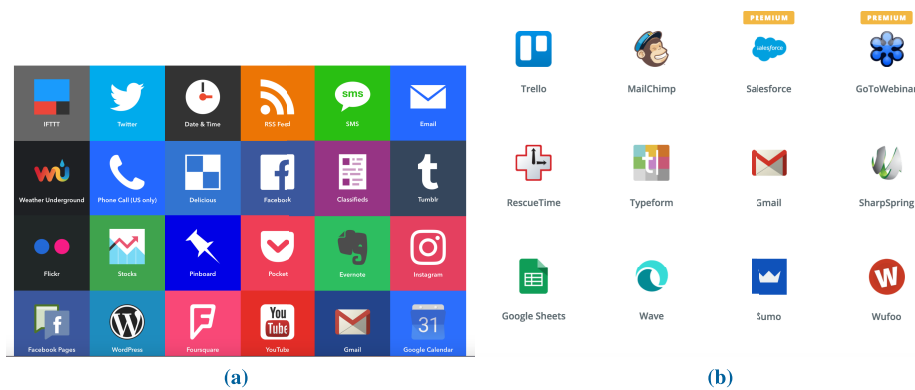 IFTTT Twitter Date & Time RSS Feel sms SMS Email
Weather Underground Phone Call (US only) Delicious Facebook Classifieds Tumblr
Flickr Stocks Pinboard Pocket Evernote Instagram
Facebook Pages WordPress Foursquare You Tube YouTube Gmail 31 Google Calendar
(a)
PREMIUM PREMIUM
salesforce
Trello MailChimp Salesforce GoToWebinar
RescueTime Typeform Gmail SharpSpring
Google Sheets Wave Sumo Wufoo
(b)